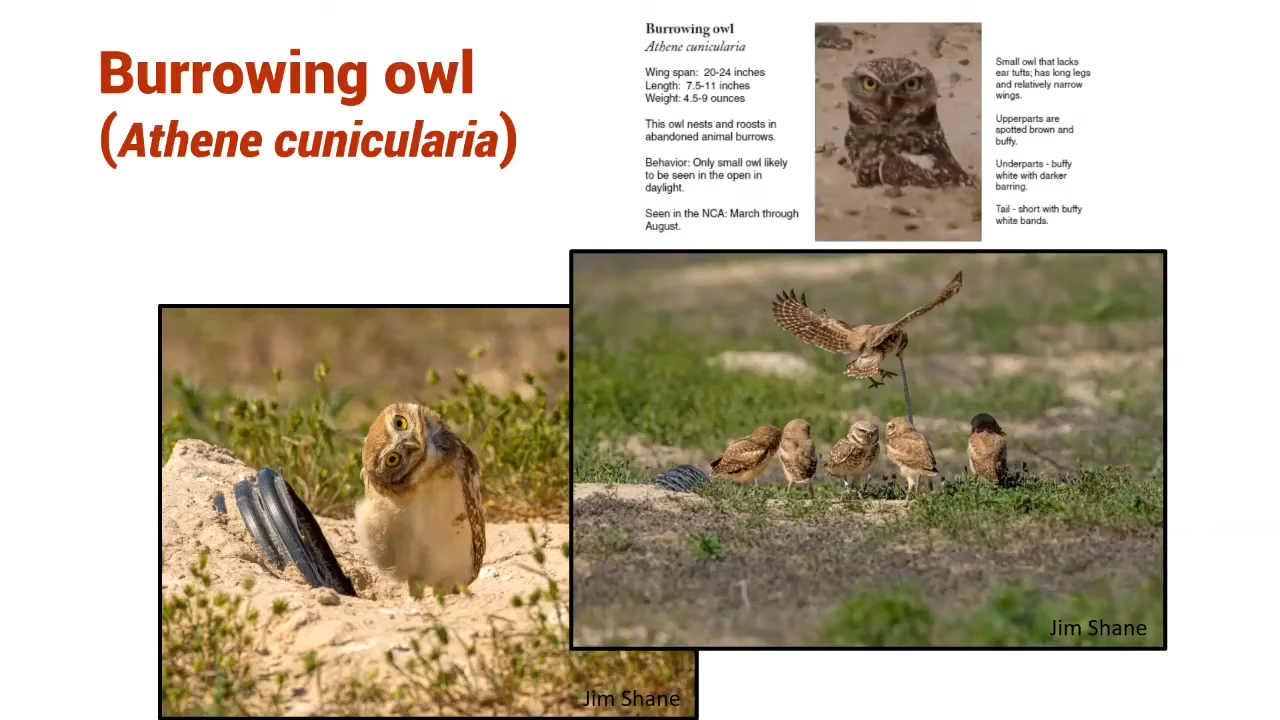 Burrowing owl
(Athene cunicularia)
Burrowing owl
Athene cunicularia
Wing span: 20-24 inches
Length: 7.5-11 inches
Weight: 4.5-9 ounces
This owl nests and roosts in
abandoned animal burrows.
Behavior: Only small owl likely
to be seen in the open in
daylight.
Seen in the NCA: March through
August.
Small owl that lacks
ear tufts; has long legs
and relatively narrow
wings.
Upperparts are
spotted brown and
buffy.
Underparts - buffy
white with darker
barring.
Tail - short with buffy
white bands.
Jim Shane
Jim Shane